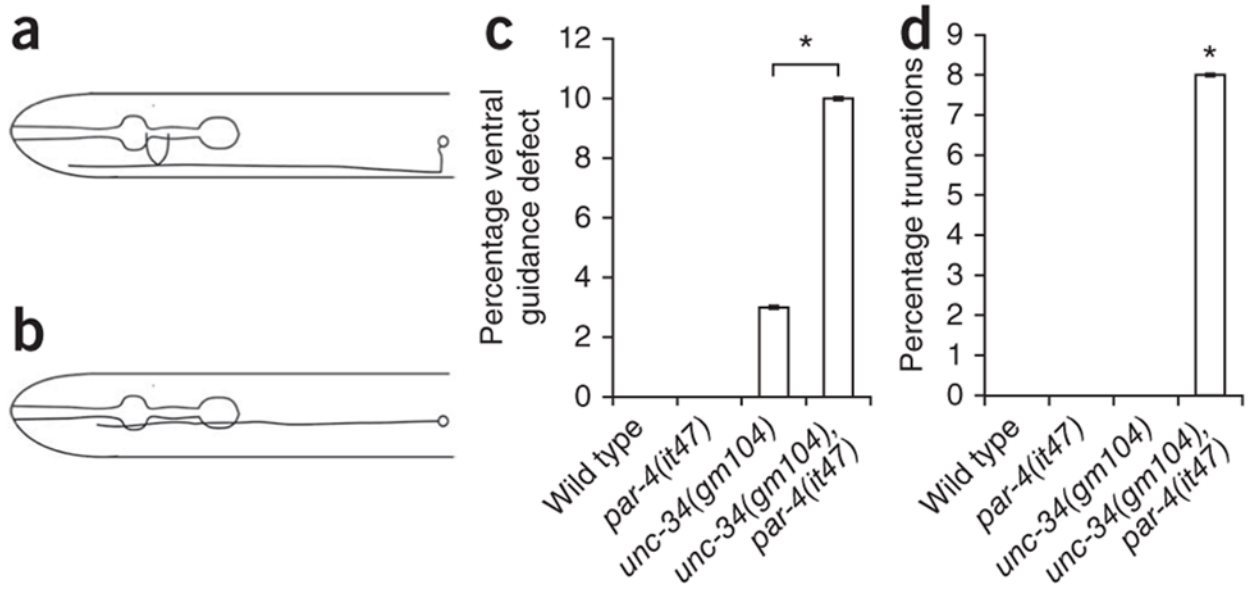 a
b
c
Percentage ventral
guidance defect
12
10
8
6
4
2
0
*
Wild type
par-4(it47)
unc-34(gm104)
unc-34(gm104),
par-4(it47)
d
Percentage truncations
9
8
7
6
5
4
3
2
1
0
*
Wild type
par-4(it47)
unc-34(gm104)
unc-34(gm104),
par-4(it47)